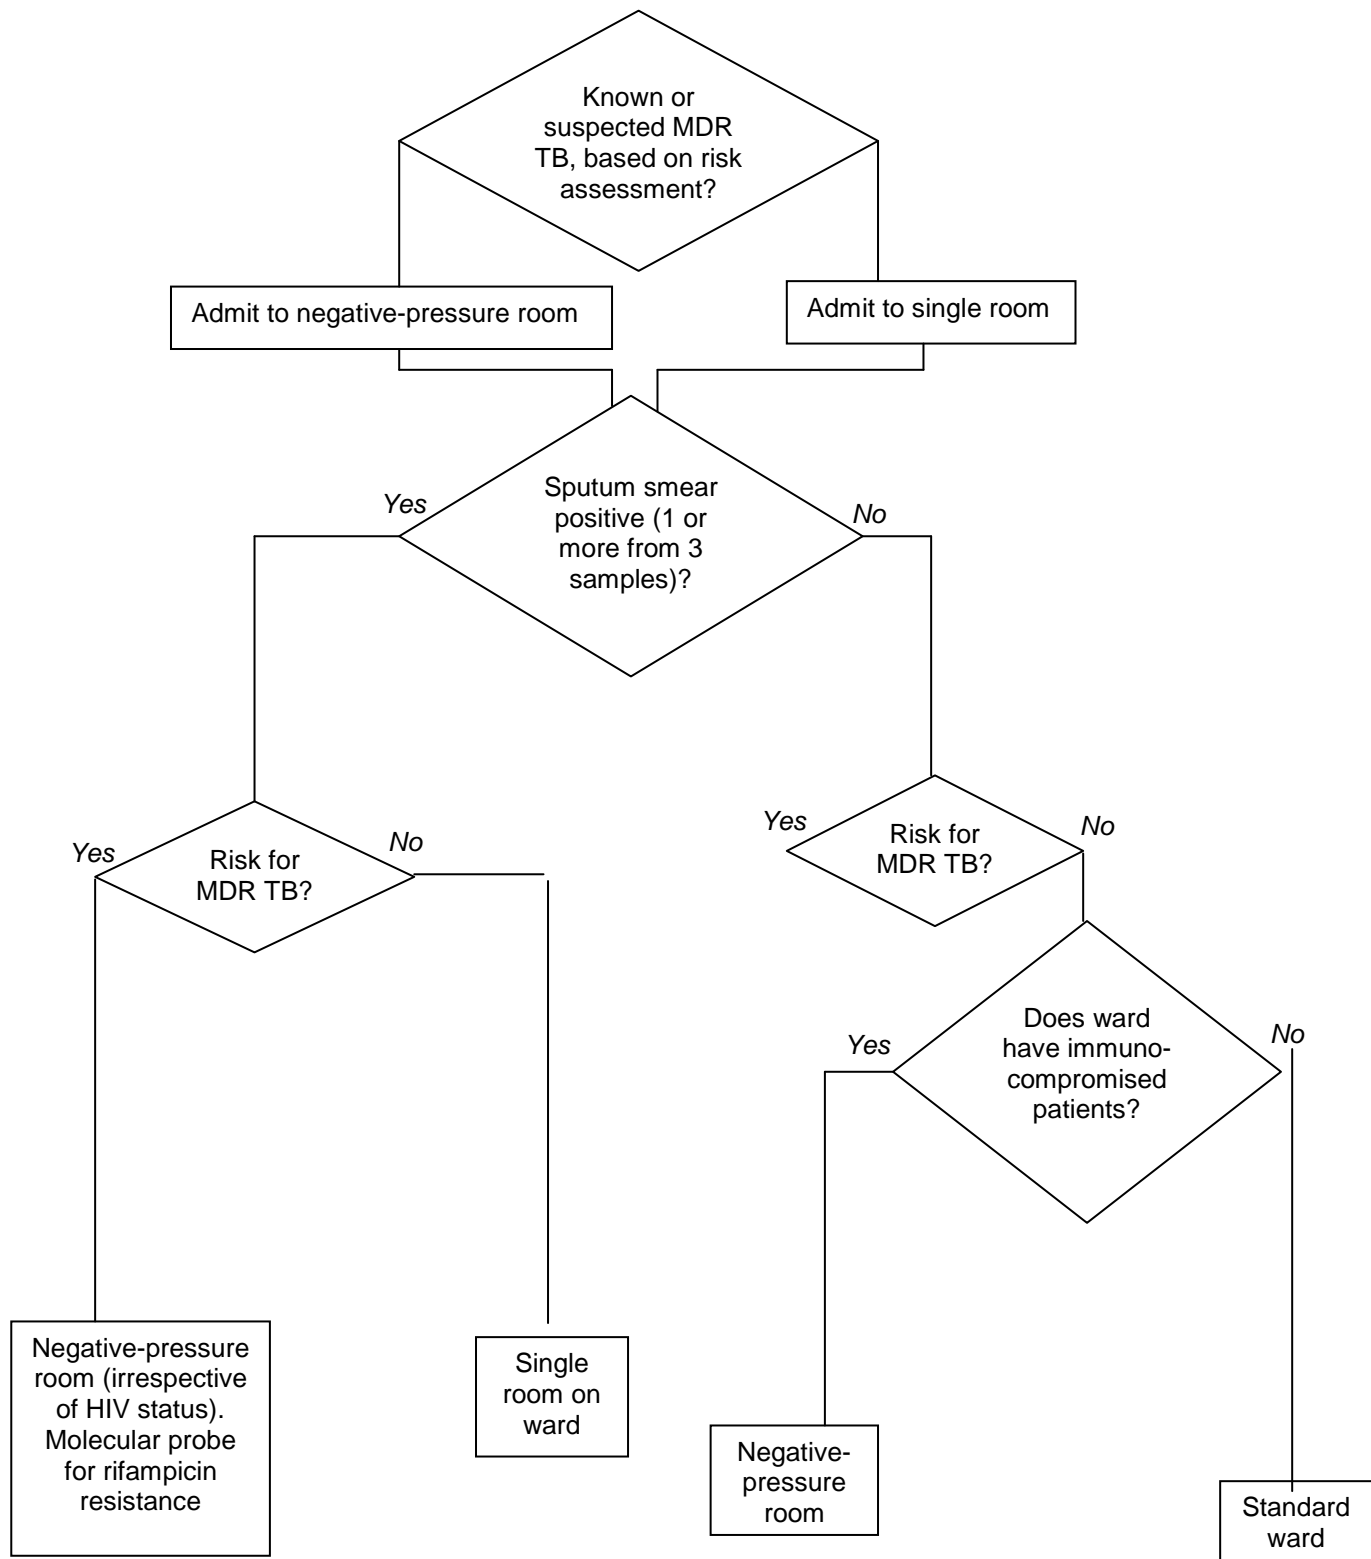 Known or
suspected MDR
TB, based on risk
assessment?
Admit to negative-pressure room
Admit to single room
Yes
Sputum smear
positive (1 or
more from 3
samples)?
No
Yes
Risk for
MDR TB?
No
Yes
Risk for
MDR TB?
No
Yes
Does ward
have immuno-
compromised
patients?
No
Negative-pressure
room (irrespective
of HIV status).
Molecular probe
for rifampicin
resistance
Single
room on
ward
Negative-
pressure
room
Standard
ward